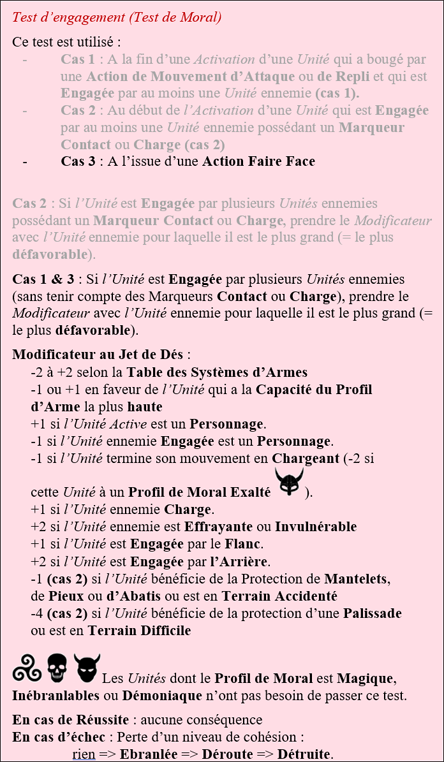 Test d’engagement (Test de Moral)
Ce test est utilisé :
- Cas 1 : A la fin d’une Activation d’une Unité qui a bougé par
une Action de Mouvement d’Attaque ou de Repli et qui est
Engagée par au moins une Unité ennemie (cas 1).
- Cas 2 : Au début de l’Activation d’une Unité qui est Engagée
par au moins une Unité ennemie possédant un Marqueur
Contact ou Charge (cas 2)
- Cas 3 : A l’issue d’une Action Faire Face
Cas 2 : Si l’Unité est Engagée par plusieurs Unités ennemies
possédant un Marqueur Contact ou Charge, prendre le Modificateur
avec l’Unité ennemie pour laquelle il est le plus grand (= le plus
défavorable).
Cas 1 & 3 : Si l’Unité est Engagée par plusieurs Unités ennemies
(sans tenir compte des Marqueurs Contact ou Charge), prendre le
Modificateur avec l’Unité ennemie pour laquelle il est le plus grand (=
le plus défavorable).
Modificateur au Jet de Dés :
-2 à +2 selon la Table des Systèmes d’Armes
-1 ou +1 en faveur de l’Unité qui a la Capacité du Profil
d’Arme la plus haute
+1 si l’Unité Active est un Personnage.
-1 si l’Unité ennemie Engagée est un Personnage.
-1 si l’Unité termine son mouvement en Chargeant (-2 si
cette Unité à un Profil de Moral Exalté ).
+1 si l’Unité ennemie Charge.
+2 si l’Unité ennemie est Effrayante ou Invulnérable
+1 si l’Unité est Engagée par le Flanc.
+2 si l’Unité est Engagée par l’Arrière.
-1 (cas 2) si l’Unité bénéficie de la Protection de Mantelets,
de Pieux ou d’Abatis ou est en Terrain Accidenté
-4 (cas 2) si l’Unité bénéficie de la protection d’une Palissade
ou est en Terrain Difficile
Les Unités dont le Profil de Moral est Magique,
Inébranlables ou Démoniaque n’ont pas besoin de passer ce test.
En cas de Réussite : aucune conséquence
En cas d’échec : Perte d’un niveau de cohésion :
rien => Ebranlée => Déroute => Détruite.